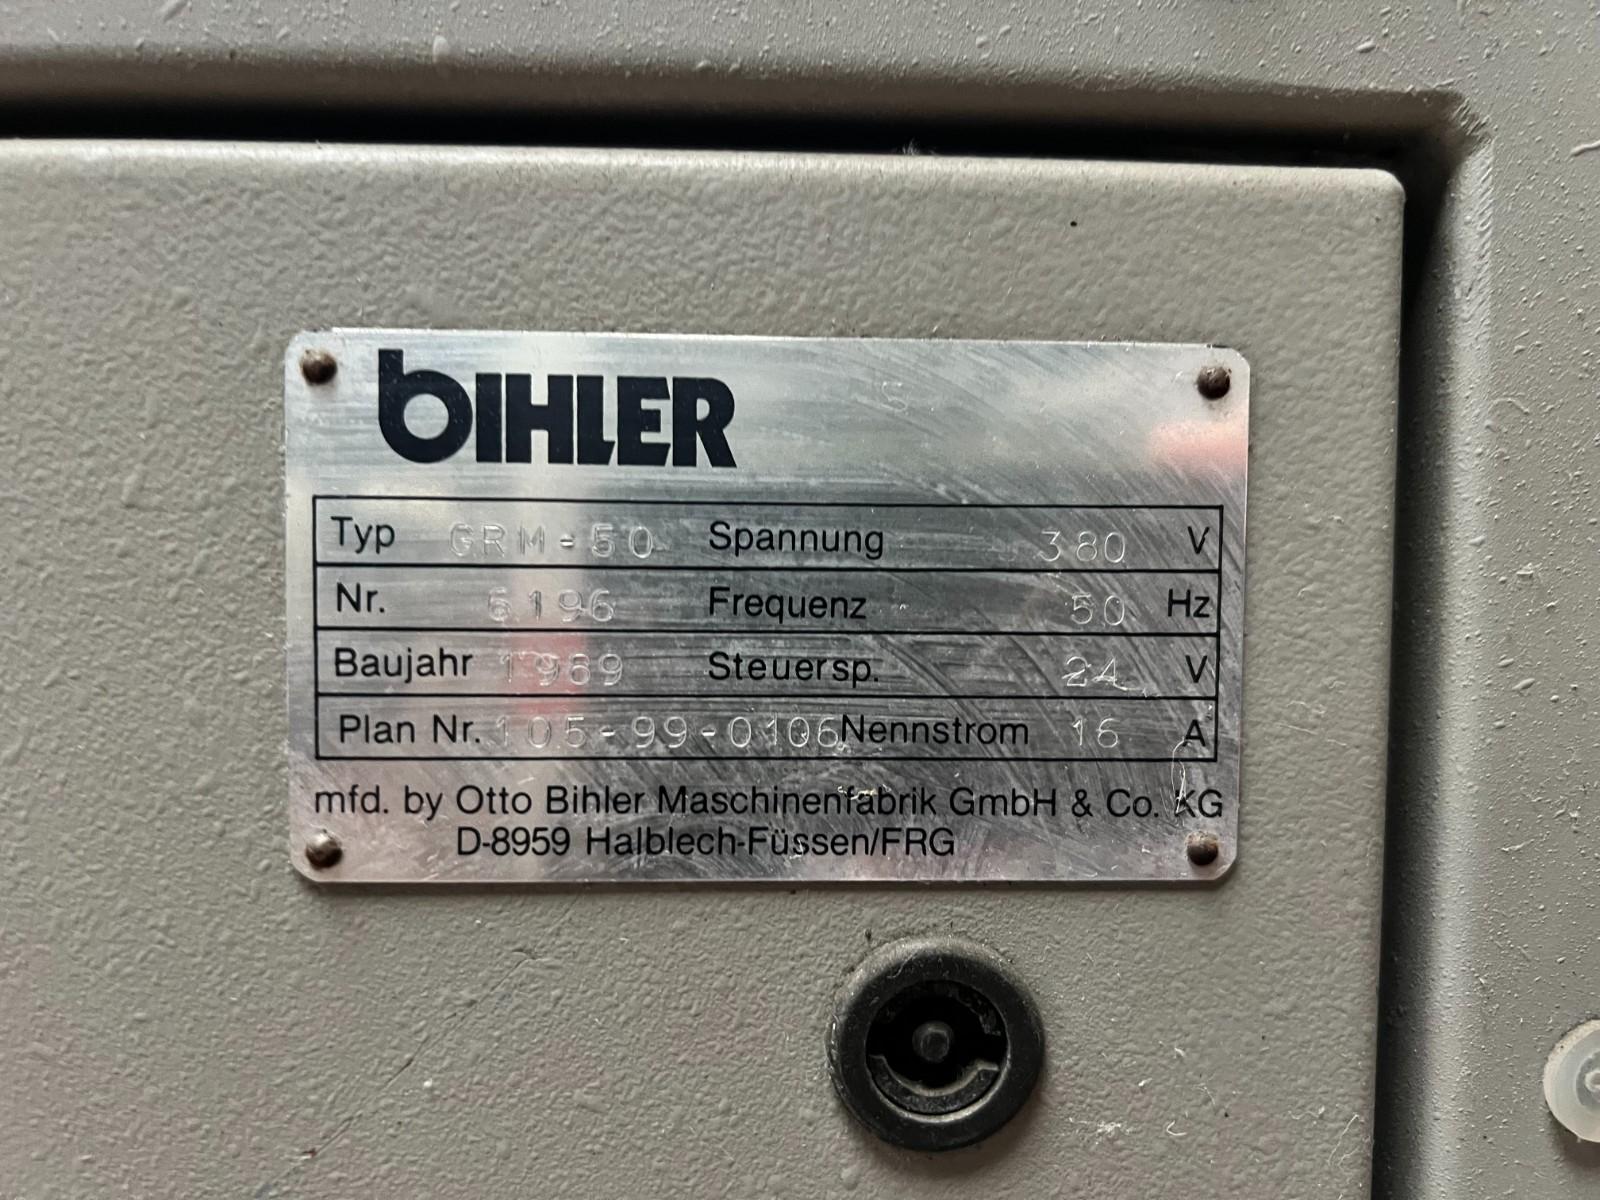 bIHLER
Typ GRM-50 Spannung 380 V
Nr. 6196 Frequenz 50 Hz
Baujahr 1989 Steuersp. 24 V
Plan Nr. 105-99-0106 Nennstrom 16 A
mfd. by Otto Bihler Maschinenfabrik GmbH & Co. KG
D-8959 Halblech-Füssen/FRG